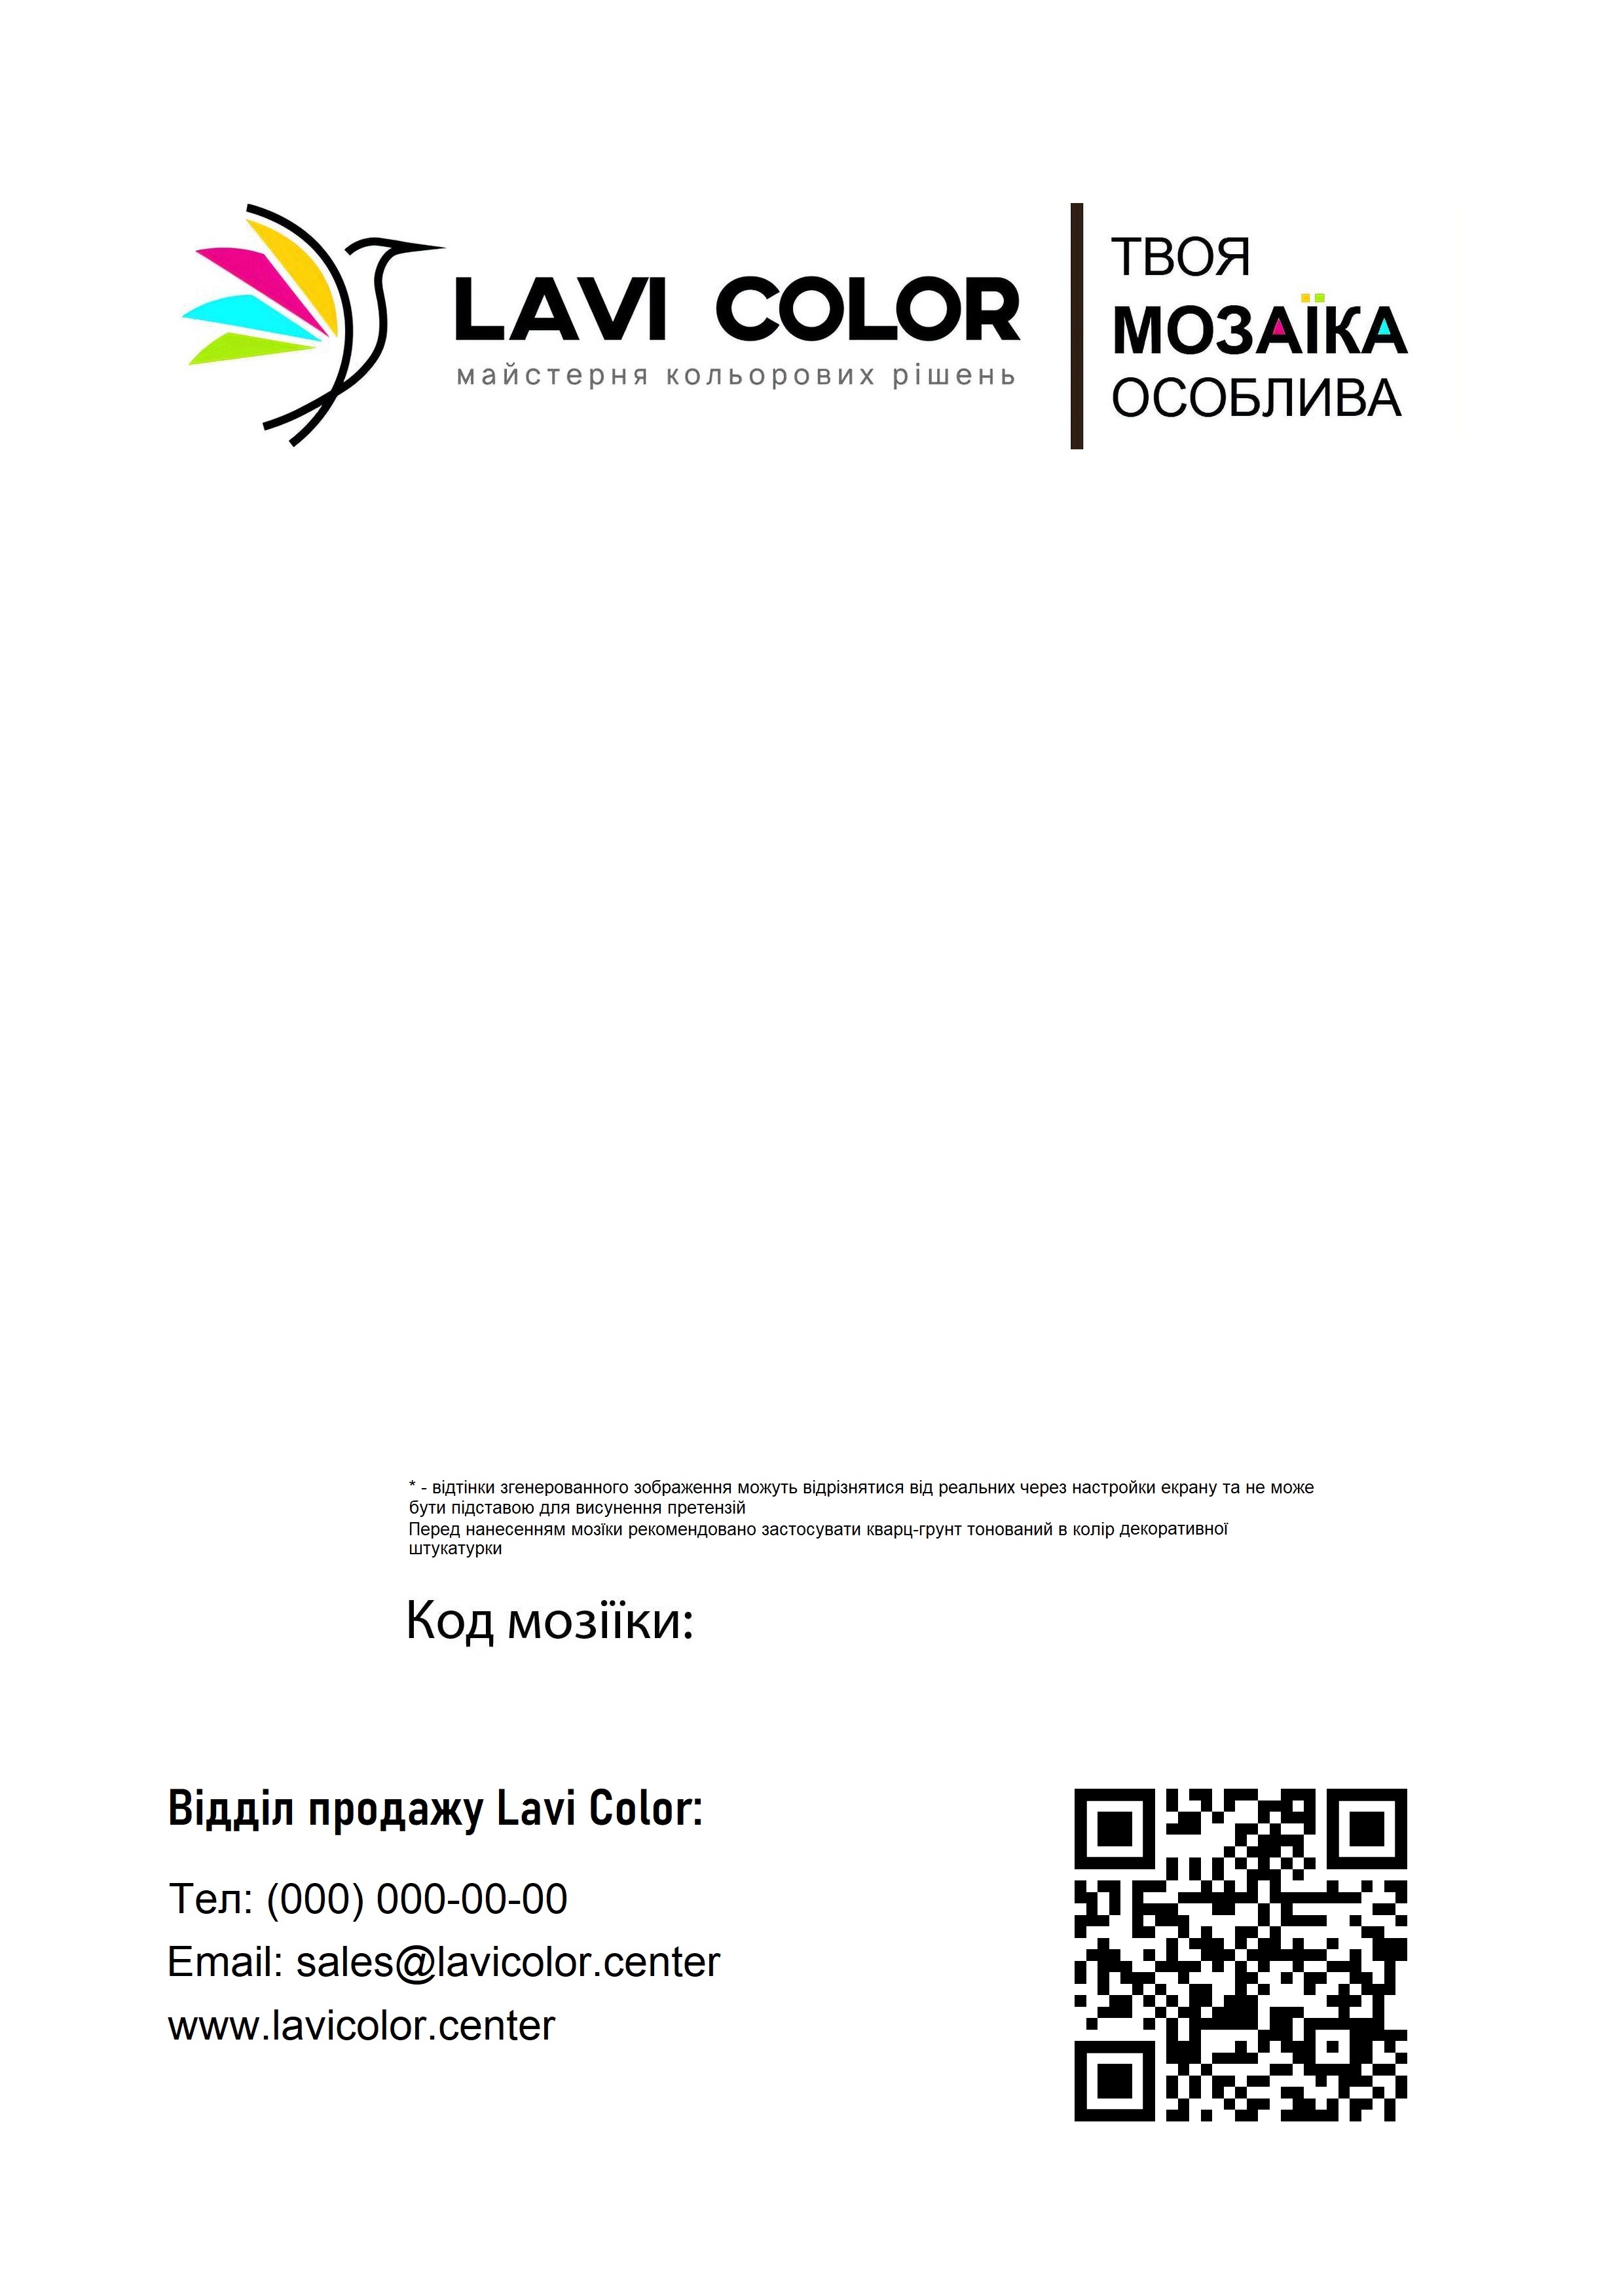 LAVI COLOR
майстерня кольорових рішень
ТВОЯ
МОЗАЇКА
ОСОБЛИВА
* - відтінки згенерованного зображення можуть відрізнятися від реальних через настройки екрану та не може
бути підставою для висунення претензій
Перед нанесенням мозїки рекомендовано застосувати кварц-грунт тонований в колір декоративної
штукатурки
Код мозїїки:
Відділ продажу Lavi Color:
Тел: (000) 000-00-00
Email: sales@lavicolor.center
www.lavicolor.center